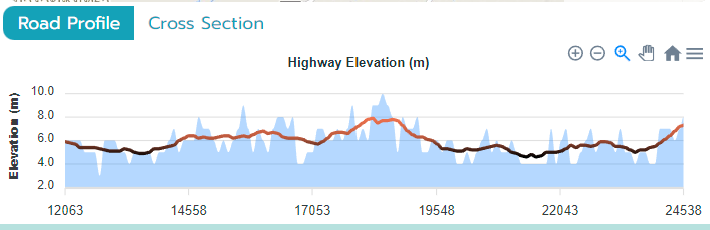 Road Profile Cross Section
Highway Elevation (m)
Elevation (m)
10.0
8.0
6.0
4.0
2.0
12063 14558 17053 19548 22043 24538